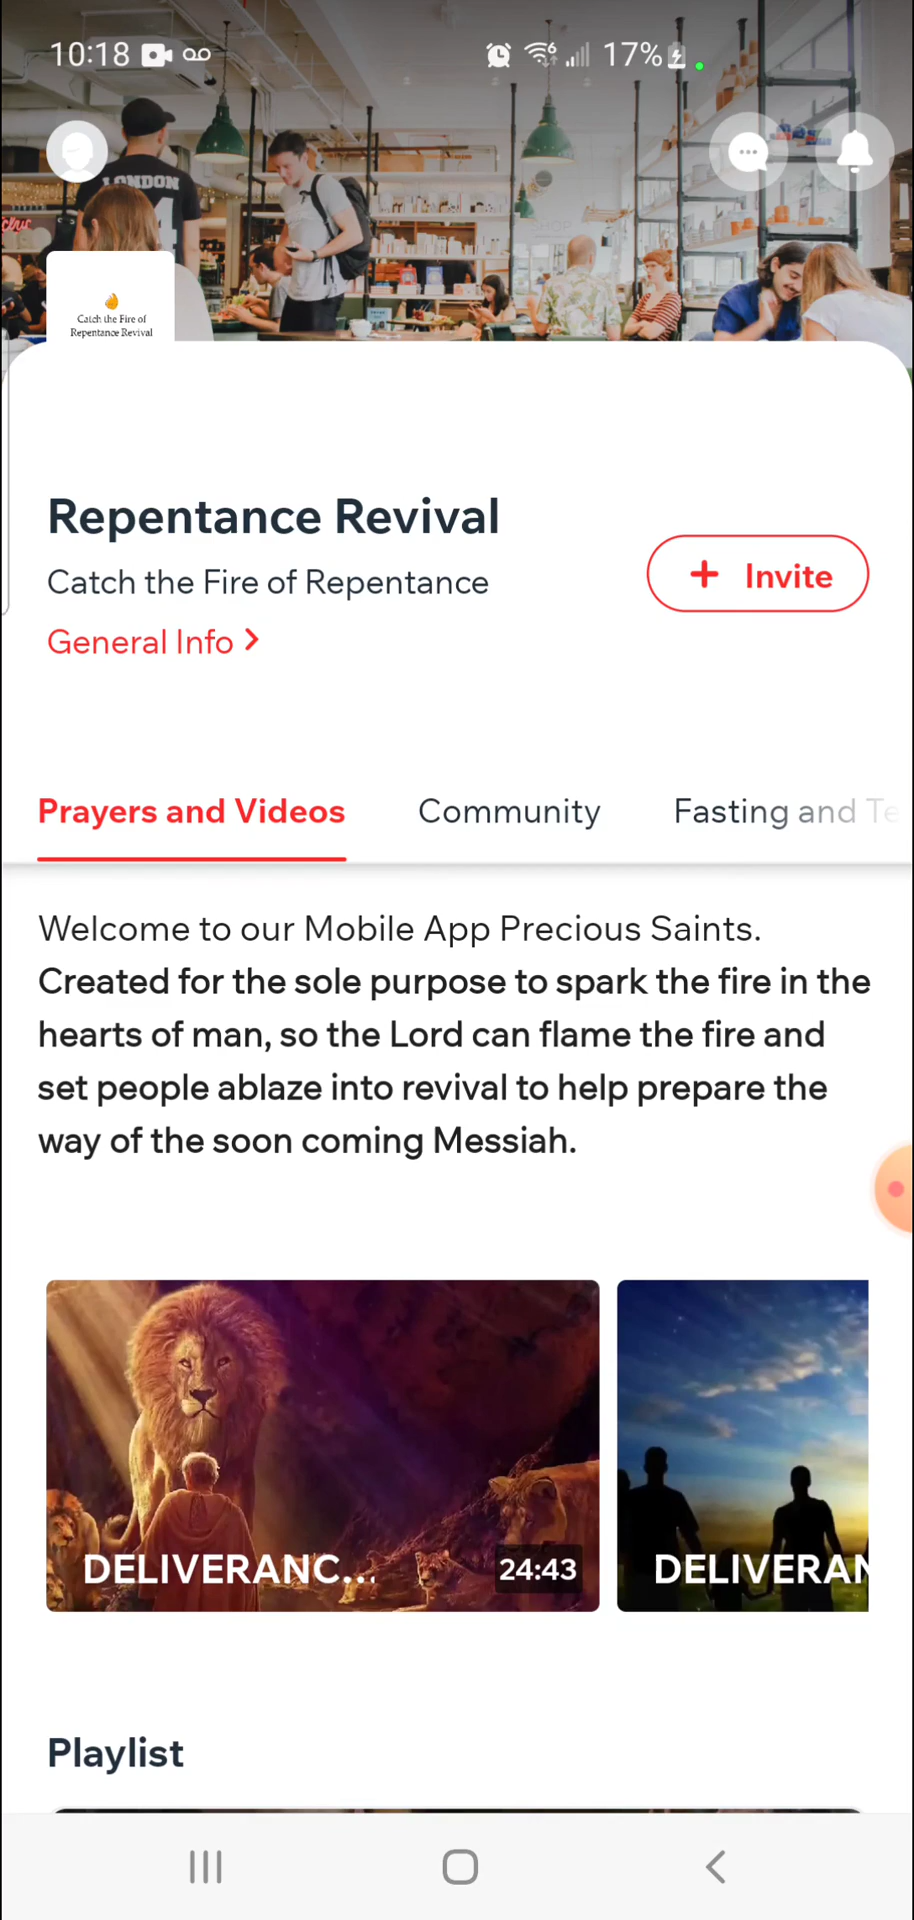 10:18
17%
LONDON
SHOP
Catch the Fire of
Repentance Revival
Repentance Revival
Catch the Fire of Repentance
+ Invite
General Info >
Prayers and Videos Community Fasting and Te
Welcome to our Mobile App Precious Saints.
Created for the sole purpose to spark the fire in the
hearts of man, so the Lord can flame the fire and
set people ablaze into revival to help prepare the
way of the soon coming Messiah.
DELIVERANC... 24:43 DELIVERAN
Playlist